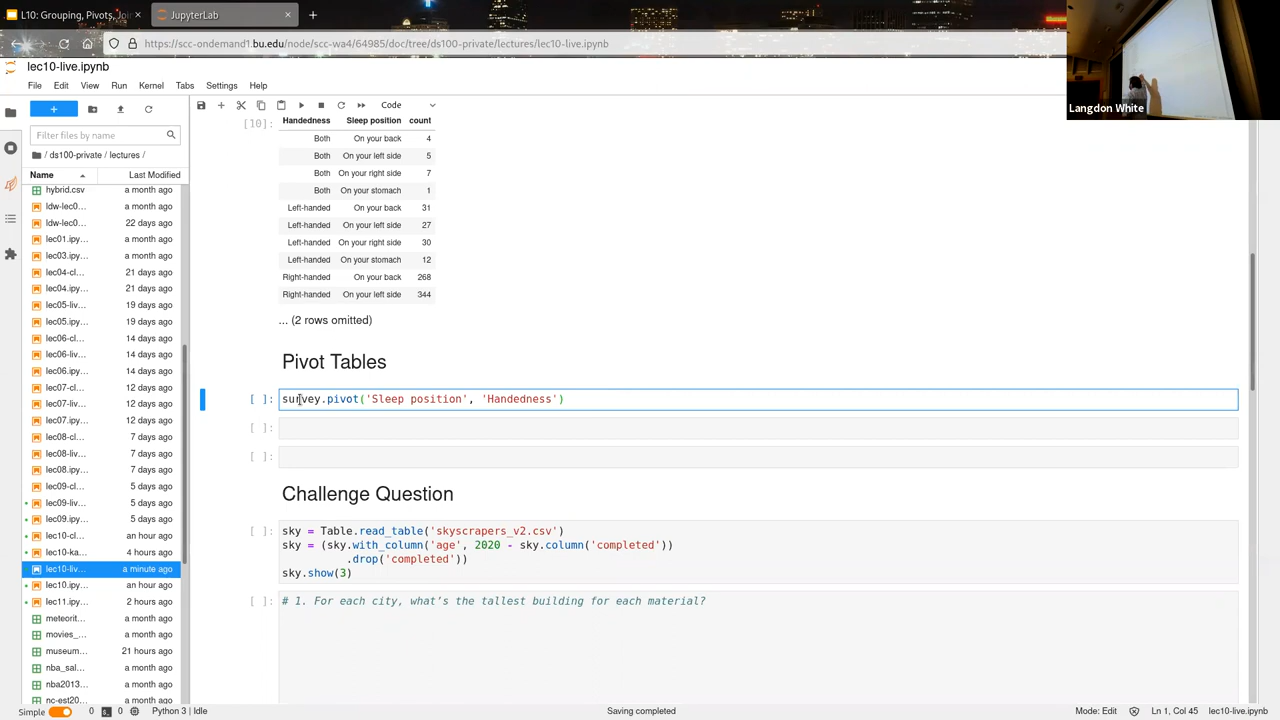 L10: Grouping, Pivots, Joi
JupyterLab
https://scc-ondemand1.bu.edu/node/scc-wa4/64985/doc/tree/ds100-private/lectures/lec10-live.ipynb
Langdon White
lec10-live.ipynb
File Edit View Run Kernel Tabs Settings Help
Code
Filter files by name
/ ds100-private / lectures /
Name Last Modified
hybrid.csv a month ago
ldw-lec0... a month ago
ldw-lec0... 22 days ago
lec01.ipy... a month ago
lec03.ipy... a month ago
lec04-cl... 21 days ago
lec04.ipy... 21 days ago
lec05-liv... 19 days ago
lec05.ipy... 19 days ago
lec06-cl... 14 days ago
lec06-liv... 14 days ago
lec06.ipy... 14 days ago
lec07-cl... 12 days ago
lec07-liv... 12 days ago
lec07.ipy... 12 days ago
lec08-cl... 7 days ago
lec08-liv... 7 days ago
lec08.ipy... 7 days ago
lec09-cl... 5 days ago
lec09-liv... 5 days ago
lec09.ipy... 5 days ago
lec10-cl... an hour ago
lec10-ka... 4 hours ago
lec10-liv... a minute ago
lec10.ipy... an hour ago
lec11.ipy... 2 hours ago
meteorit... a month ago
movies_... a month ago
museum... 21 hours ago
nba_sal... a month ago
nba2013... a month ago
nc-est20... a month ago
[10]:
Handedness Sleep position count
Both On your back 4
Both On your left side 5
Both On your right side 7
Both On your stomach 1
Left-handed On your back 31
Left-handed On your left side 27
Left-handed On your right side 30
Left-handed On your stomach 12
Right-handed On your back 268
Right-handed On your left side 344
... (2 rows omitted)
Pivot Tables
[ ]: survey.pivot('Sleep position', 'Handedness')
[ ]:
[ ]:
Challenge Question
[ ]: sky = Table.read_table('skyscrapers_v2.csv')
sky = (sky.with_column('age', 2020 - sky.column('completed'))
.drop('completed'))
sky.show(3)
[ ]: # 1. For each city, what's the tallest building for each material?
Simple 0 0 Python 3 | Idle Saving completed Mode: Edit Ln 1, Col 45 lec10-live.ipynb